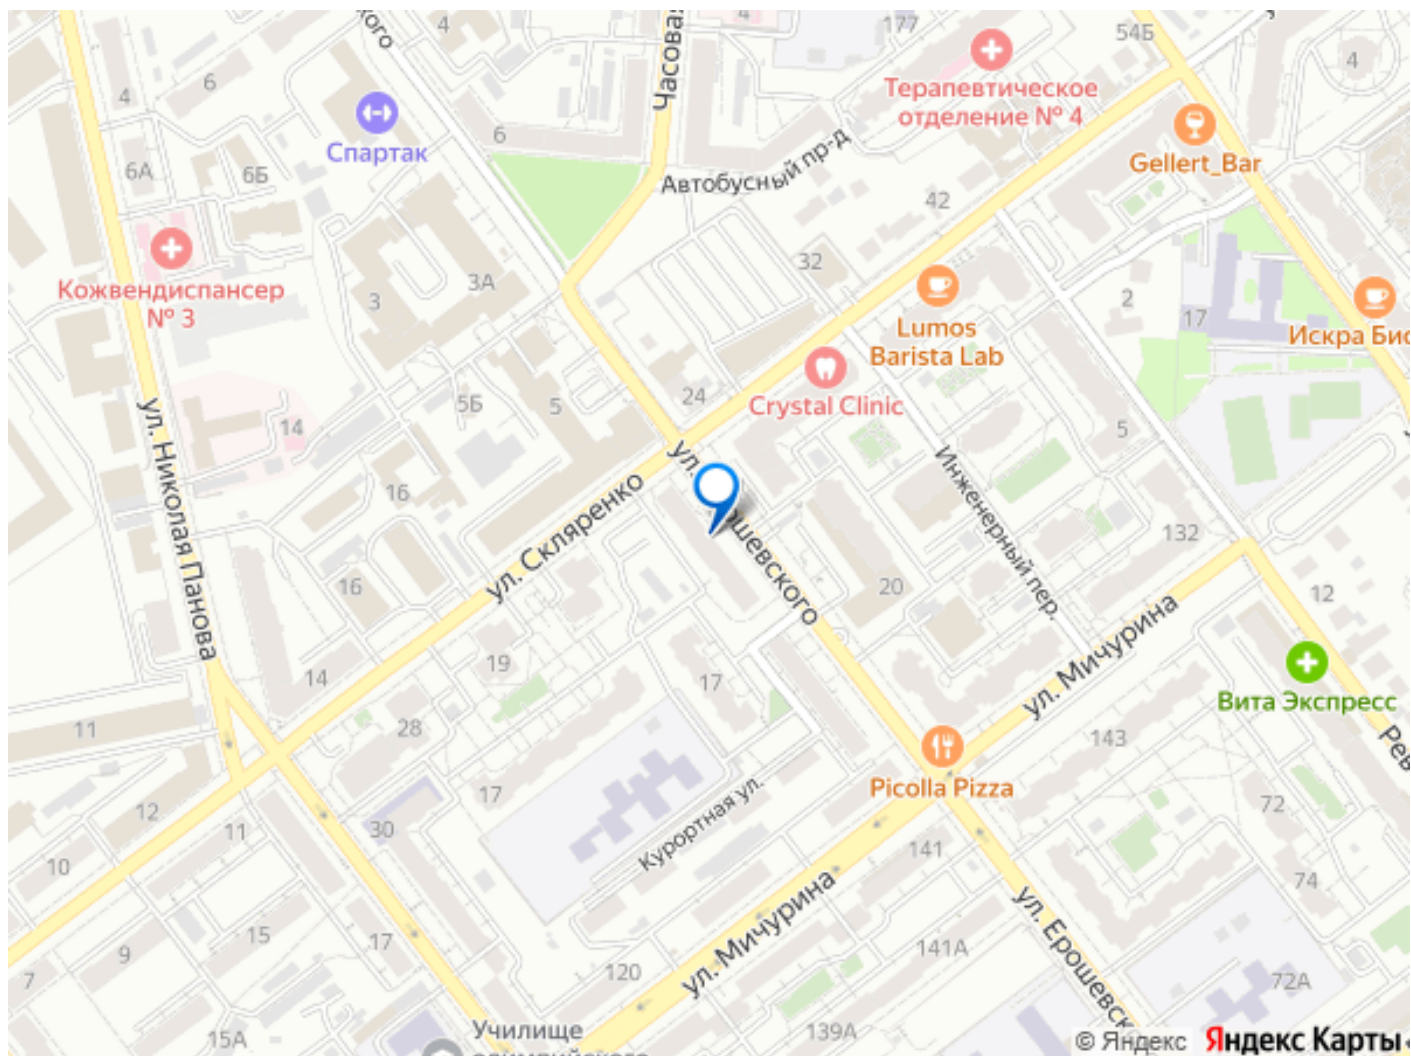 4
177
54Б
4
6
4
Часовая
Терапевтическое
отделение № 4
Спартак
6
6А
6Б
Автобусный пр-д
Gellert_Bar
42
Кожвендиспансер
№ 3
3А
3
32
2
17
Lumos
Barista Lab
Искра
24
Crystal Clinic
5Б
5
14
5
ул. Николая Панова
16
ул. Скляренко
Инженерный пер.
132
16
20
12
19
14
17
ул. Мичурина
Вита Экспресс
11
28
143
Picolla Pizza
17
72
12
11
30
Курортная ул.
141
10
74
ул. Мичурина
ул.
15
17
9
141А
7
120
72А
15А
Училище
139А
© Яндекс
Яндекс Карты